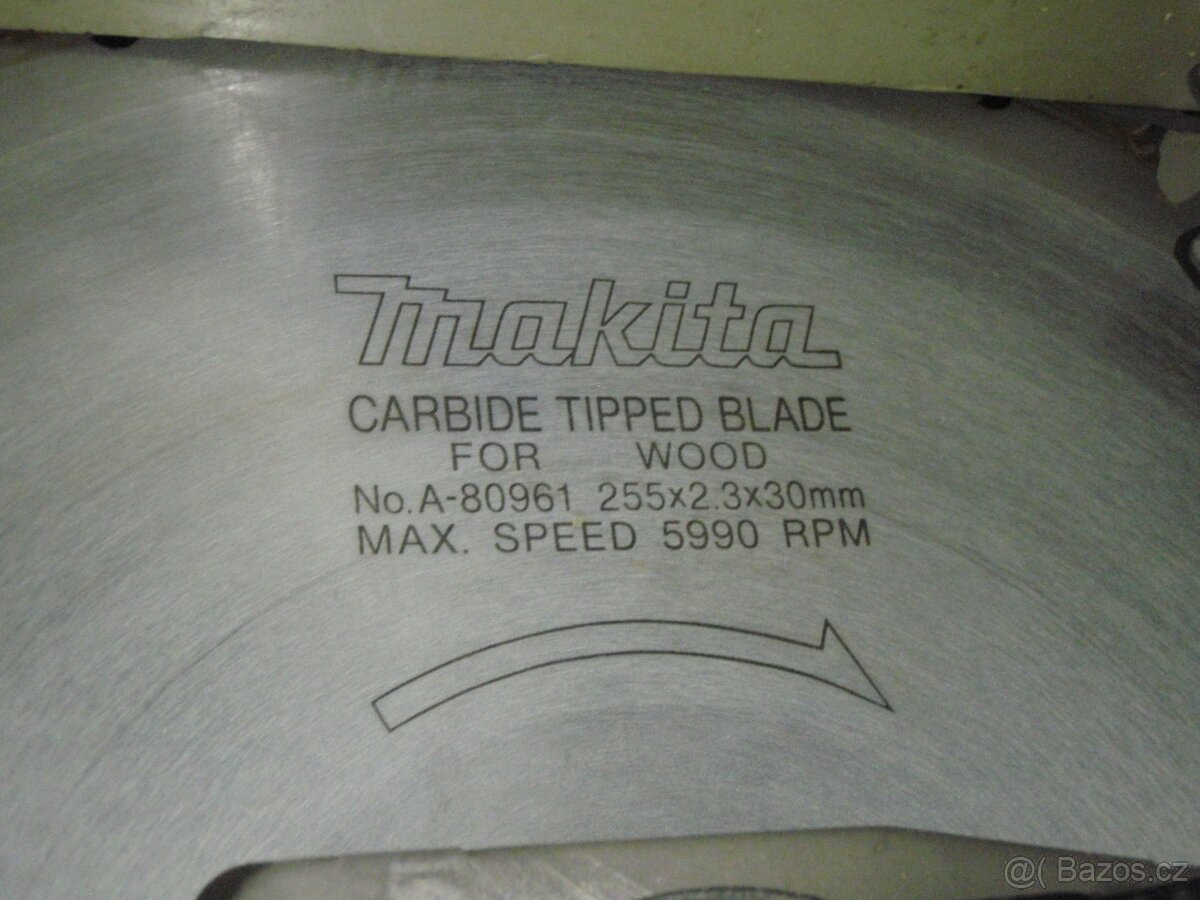 makita
CARBIDE TIPPED BLADE
FOR WOOD
No.A-80961 255x2.3x30mm
MAX. SPEED 5990 RPM
@( Bazos.cz